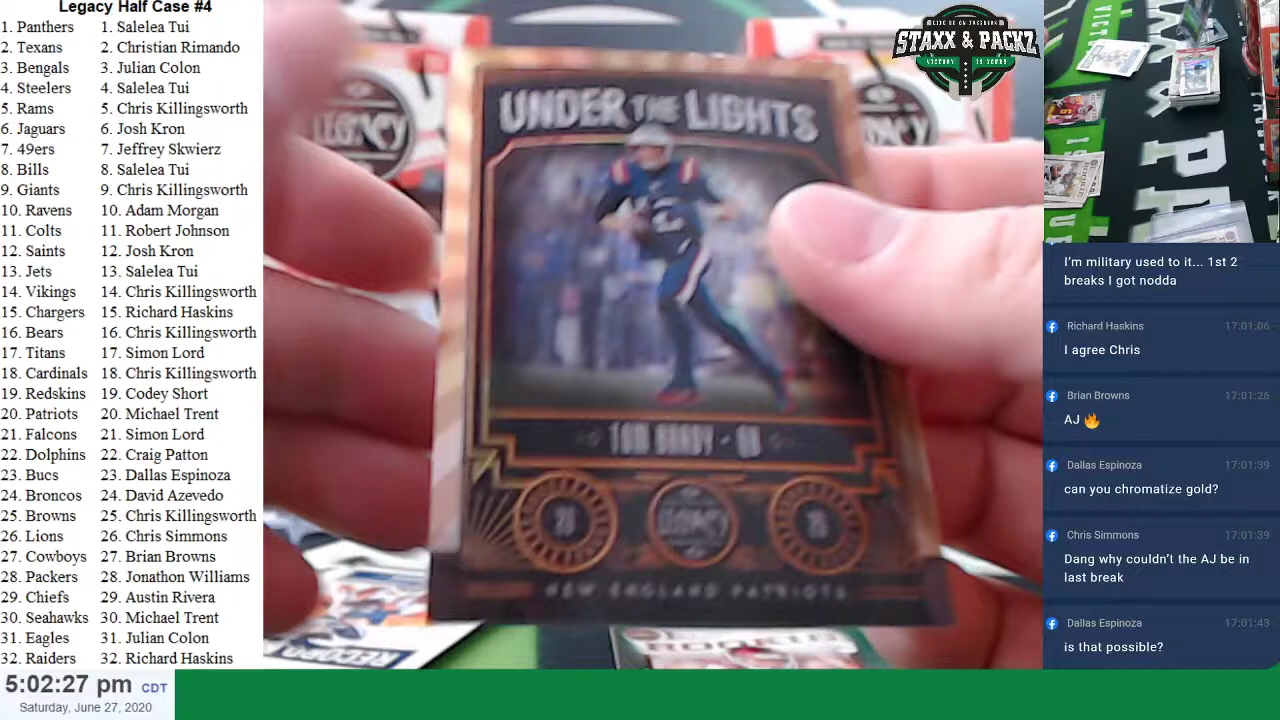 Legacy Half Case #4
1. Panthers 1. Salelea Tui
2. Texans 2. Christian Rimando
3. Bengals 3. Julian Colon
4. Steelers 4. Salelea Tui
5. Rams 5. Chris Killingsworth
6. Jaguars 6. Josh Kron
7. 49ers 7. Jeffrey Skwierz
8. Bills 8. Salelea Tui
9. Giants 9. Chris Killingsworth
10. Ravens 10. Adam Morgan
11. Colts 11. Robert Johnson
12. Saints 12. Josh Kron
13. Jets 13. Salelea Tui
14. Vikings 14. Chris Killingsworth
15. Chargers 15. Richard Haskins
16. Bears 16. Chris Killingsworth
17. Titans 17. Simon Lord
18. Cardinals 18. Chris Killingsworth
19. Redskins 19. Codey Short
20. Patriots 20. Michael Trent
21. Falcons 21. Simon Lord
22. Dolphins 22. Craig Patton
23. Bucs 23. Dallas Espinoza
24. Broncos 24. David Azevedo
25. Browns 25. Chris Killingsworth
26. Lions 26. Chris Simmons
27. Cowboys 27. Brian Browns
28. Packers 28. Jonathon Williams
29. Chiefs 29. Austin Rivera
30. Seahawks 30. Michael Trent
31. Eagles 31. Julian Colon
32. Raiders 32. Richard Haskins
5:02:27 pm CDT
Saturday, June 27, 2020
LEGACY
UNDER THE LIGHTS
TOM BRADY - QB
LEGACY
NEW ENGLAND PATRIOTS
RECORD
ROOKIE
STAXX & PACKZ
VICTORY IS YOURS
I'm military used to it... 1st 2
breaks I got nodda
Richard Haskins 17:01:06
I agree Chris
Brian Browns 17:01:26
AJ 🔥
Dallas Espinoza 17:01:39
can you chromatize gold?
Chris Simmons 17:01:39
Dang why couldn't the AJ be in
last break
Dallas Espinoza 17:01:43
is that possible?